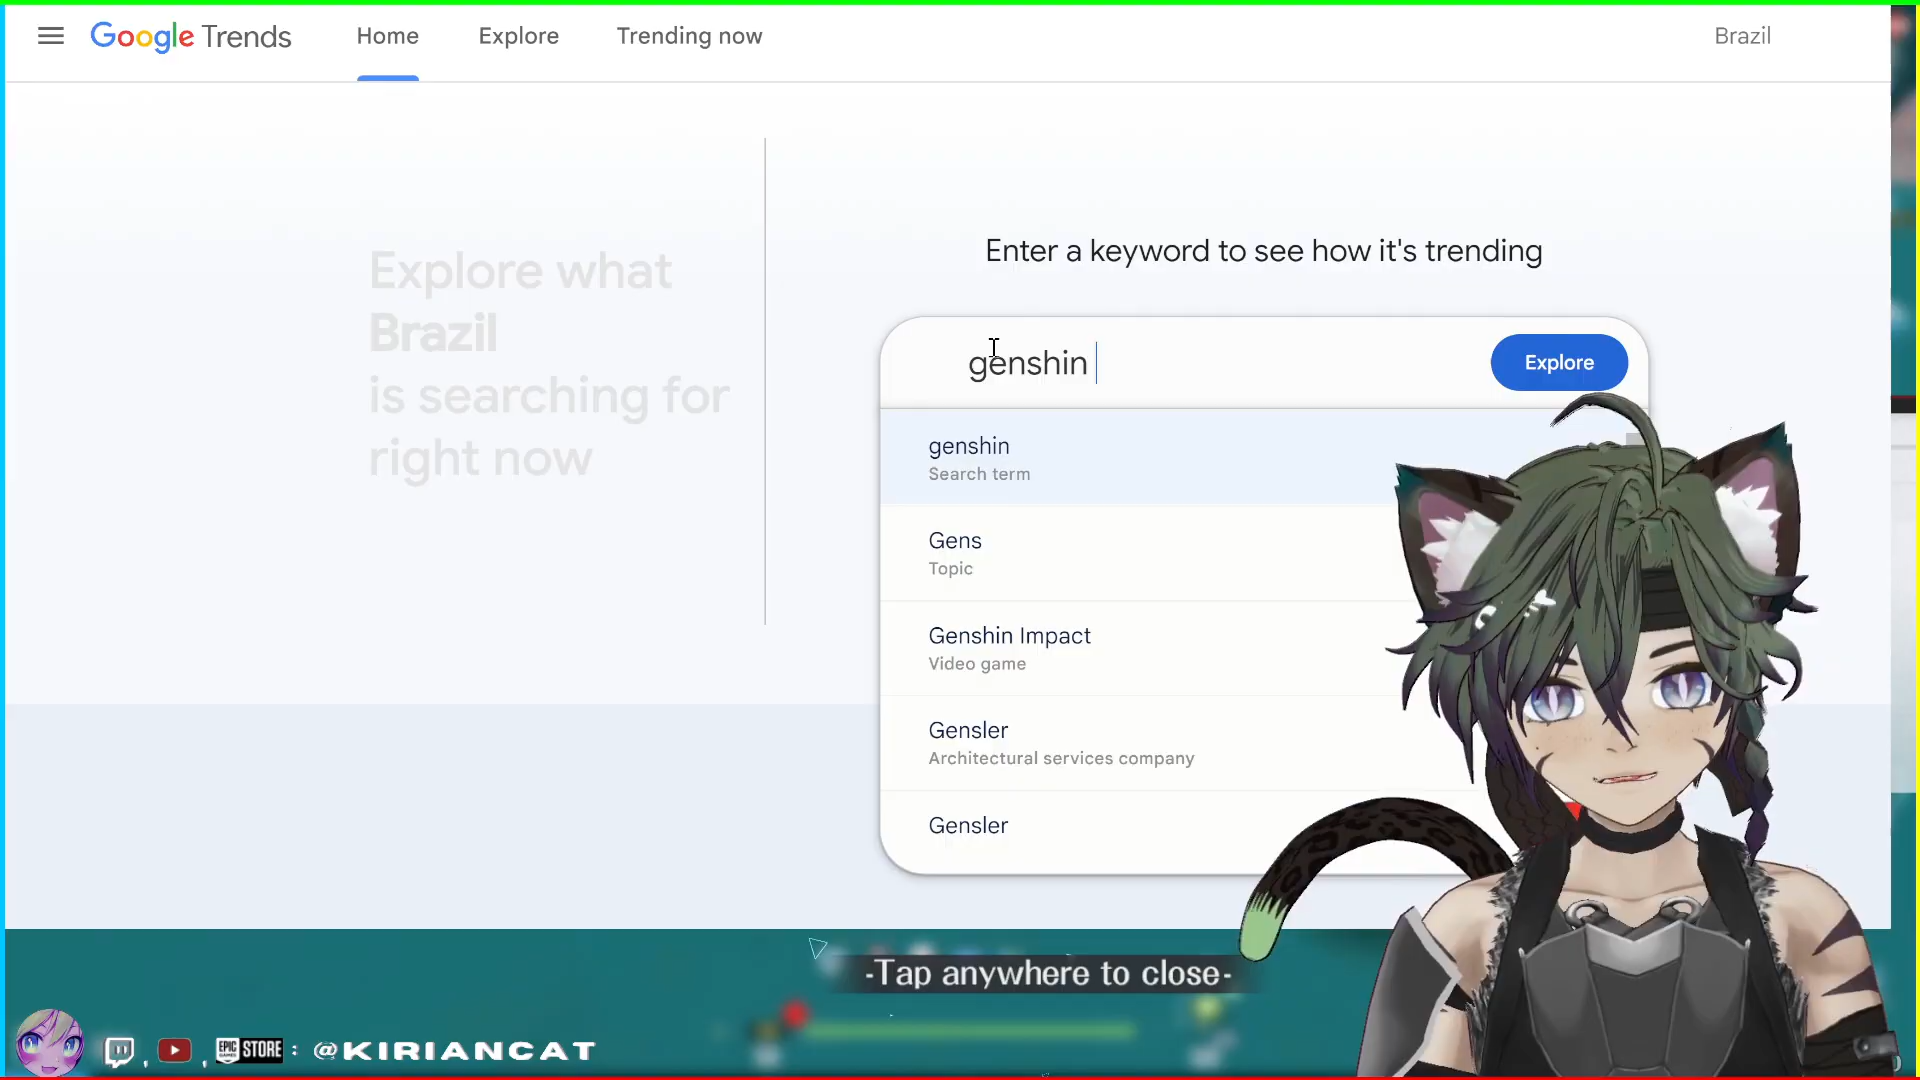 Google Trends
Home
Explore
Trending now
Brazil
Explore what
Brazil
is searching for
right now
Enter a keyword to see how it's trending
genshin
Explore
genshin
Search term
Gens
Topic
Genshin Impact
Video game
Gensler
Architectural services company
Gensler
-Tap anywhere to close-
, , EPIC GAMES STORE : @KIRIANCAT